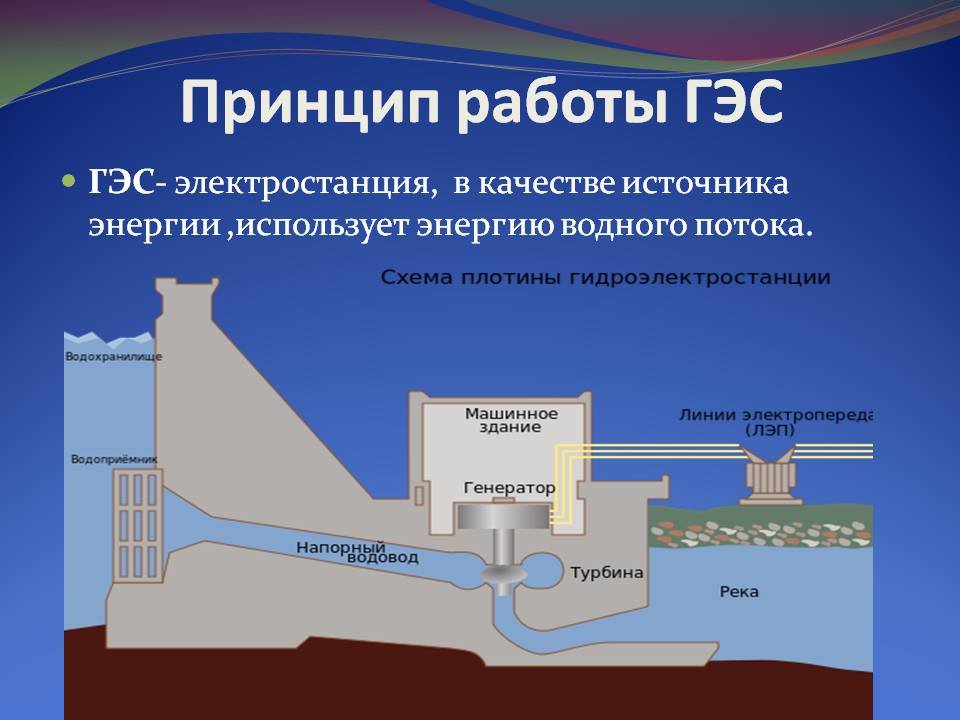 Принцип работы ГЭС
ГЭС- электростанция, в качестве источника
энергии ,использует энергию водного потока.
Схема плотины гидроэлектростанции
Водохранилище
Машинное
здание
Линии электропереда
(ЛЭП)
Водоприёмник
Генератор
Напорный
водовод
Турбина
Река